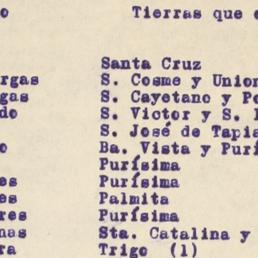 Tierras que
Santa Cruz
S. Cosme y Union
S. Cayetano y
S. Victor y S.
S. José de Tapia
Ba. Vista y
Purísima
Purísima
Palmita
Purísima
Sta. Catalina y
Trigo (1)